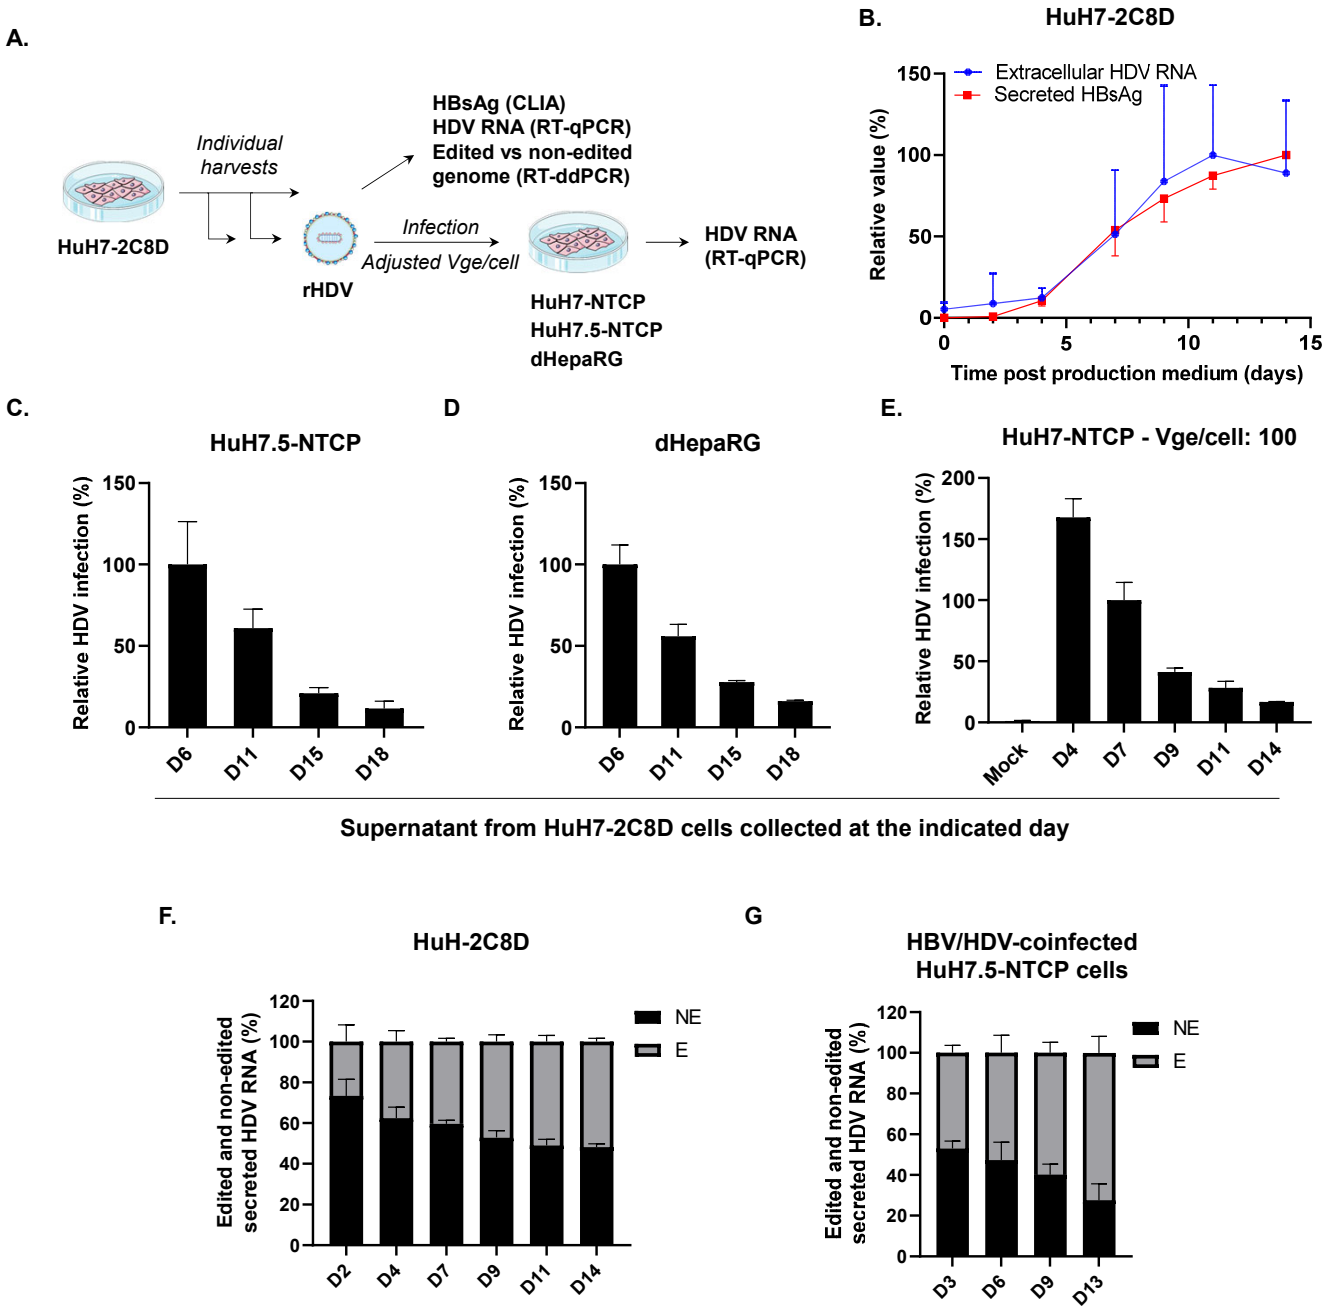 A.
Individual
harvests
HuH7-2C8D
rHDV
HBsAg (CLIA)
HDV RNA (RT-qPCR)
Edited vs non-edited
genome (RT-ddPCR)
Infection
Adjusted Vge/cell
HuH7-NTCP
HuH7.5-NTCP
dHepaRG
HDV RNA
(RT-qPCR)
B.
HuH7-2C8D
Extracellular HDV RNA
Secreted HBsAg
Relative value (%)
150
100
50
0
0 5 10 15
Time post production medium (days)
C.
HuH7.5-NTCP
Relative HDV infection (%)
150
100
50
0
D6 D11 D15 D18
D
dHepaRG
Relative HDV infection (%)
150
100
50
0
D6 D11 D15 D18
E.
HuH7-NTCP - Vge/cell: 100
Relative HDV infection (%)
200
150
100
50
0
Mock D4 D7 D9 D11 D14
Supernatant from HuH7-2C8D cells collected at the indicated day
F.
HuH-2C8D
Edited and non-edited
secreted HDV RNA (%)
120
100
80
60
40
20
0
D2 D4 D7 D9 D11 D14
NE
E
G
HBV/HDV-coinfected
HuH7.5-NTCP cells
Edited and non-edited
secreted HDV RNA (%)
120
100
80
60
40
20
0
D3 D6 D9 D13
NE
E